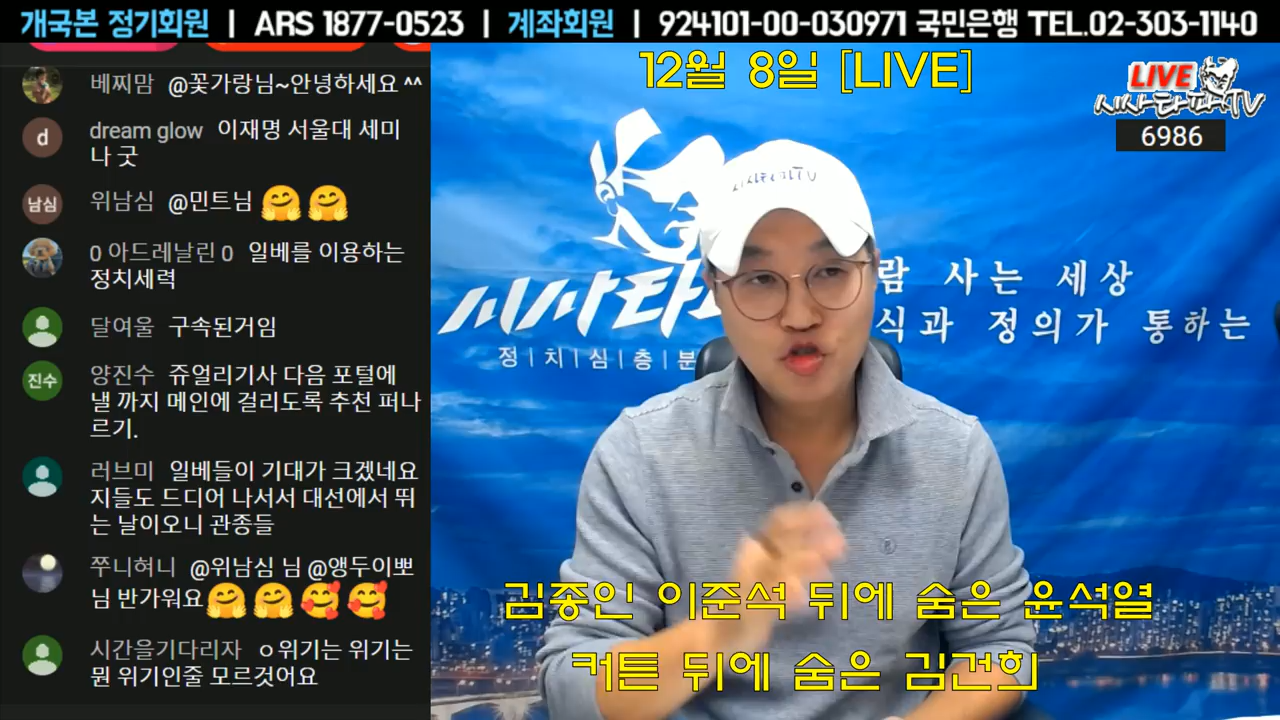 개국본 정기회원 | ARS 1877-0523 | 계좌회원 | 924101-00-030971 국민은행 TEL.02-303-1140
12월 8일 [LIVE]
LIVE
시사타파TV
6986
베찌맘 @꽃가랑님~안녕하세요 ^^
d
dream glow 이재명 서울대 세미
나 굿
남심
위남심 @민트님 🤗 🤗
0 아드레날린 0 일베를 이용하는
정치세력
달여울 구속된거임
진수
양진수 쥬얼리기사 다음 포털에
낼 까지 메인에 걸리도록 추천 퍼나
르기.
러브미 일베들이 기대가 크겠네요
지들도 드디어 나서서 대선에서 뛰
는 날이오니 관종들
쭈니혀니 @위남심 님 @앵두이뽀
님 반가워요🤗 🤗 🥰 🥰
시간을기다리자 ㅇ위기는 위기는
뭔 위기인줄 모르것어요
시사타파TV
시사타
정|치|심|층|분
람 사는 세상
식과 정의가 통하는
김종인 이준석 뒤에 숨은 윤석열
커튼 뒤에 숨은 김건희